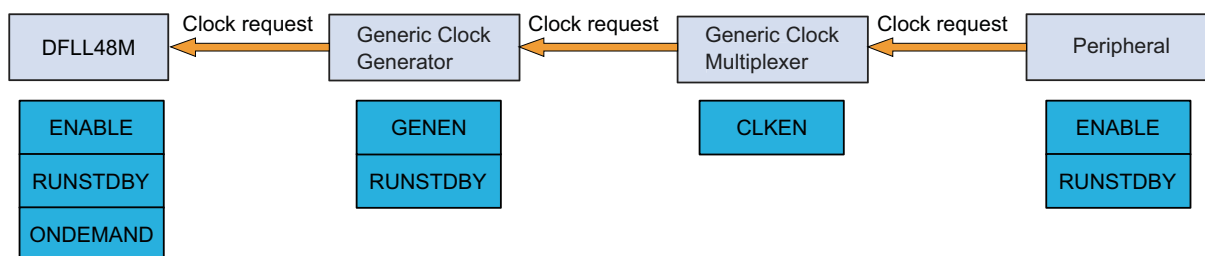 Clock request
Clock request
Clock request
DFLL48M
Generic Clock
Generator
Generic Clock
Multiplexer
Peripheral
ENABLE
GENEN
CLKEN
ENABLE
RUNSTDBY
RUNSTDBY
RUNSTDBY
ONDEMAND